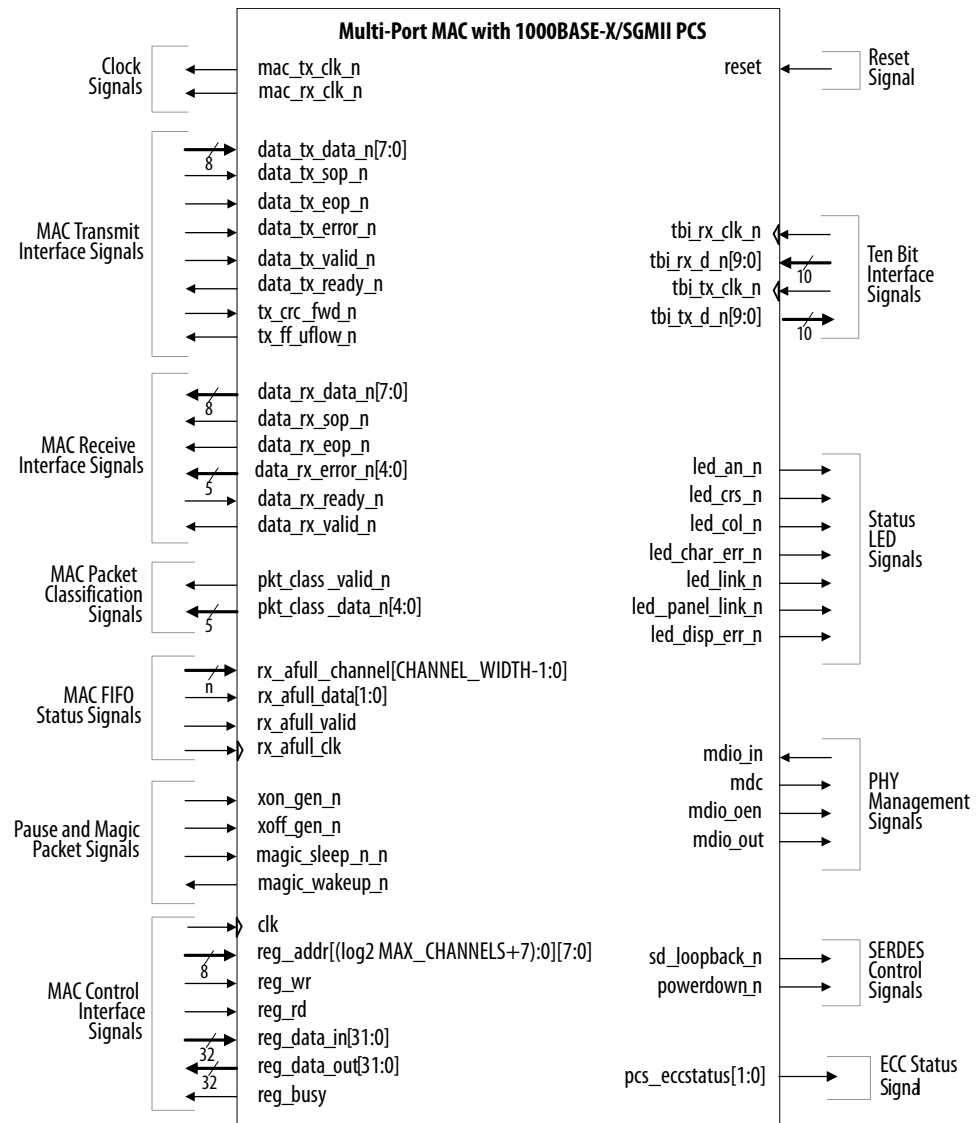 Multi-Port MAC with 1000BASE-X/SGMII PCS
Clock
Signals
mac_tx_clk_n
mac_rx_clk_n
MAC Transmit
Interface Signals
8
data_tx_data_n[7:0]
data_tx_sop_n
data_tx_eop_n
data_tx_error_n
data_tx_valid_n
data_tx_ready_n
tx_crc_fwd_n
tx_ff_uflow_n
MAC Receive
Interface Signals
8
data_rx_data_n[7:0]
data_rx_sop_n
data_rx_eop_n
5
data_rx_error_n[4:0]
data_rx_ready_n
data_rx_valid_n
MAC Packet
Classification
Signals
pkt_class_valid_n
5
pkt_class_data_n[4:0]
MAC FIFO
Status Signals
n
rx_afull_channel[CHANNEL_WIDTH-1:0]
rx_afull_data[1:0]
rx_afull_valid
rx_afull_clk
Pause and Magic
Packet Signals
xon_gen_n
xoff_gen_n
magic_sleep_n_n
magic_wakeup_n
MAC Control
Interface
Signals
clk
8
reg_addr[(log2 MAX_CHANNELS+7):0][7:0]
reg_wr
reg_rd
32
reg_data_in[31:0]
32
reg_data_out[31:0]
reg_busy
reset
Reset
Signal
tbi_rx_clk_n
tbi_rx_d_n[9:0]
10
tbi_tx_clk_n
tbi_tx_d_n[9:0]
10
Ten Bit
Interface
Signals
led_an_n
led_crs_n
led_col_n
led_char_err_n
led_link_n
led_panel_link_n
led_disp_err_n
Status
LED
Signals
mdio_in
mdc
mdio_oen
mdio_out
PHY
Management
Signals
sd_loopback_n
powerdown_n
SERDES
Control
Signals
pcs_eccstatus[1:0]
ECC Status
Signal